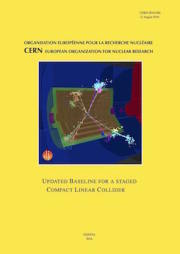 ORGANISATION EUROPÉENNE POUR LA RECHERCHE NUCLÉAIRE
CERN EUROPEAN ORGANIZATION FOR NUCLEAR RESEARCH
UPDATED BASELINE FOR A STAGED
COMPACT LINEAR COLLIDER
GENEVA
2016